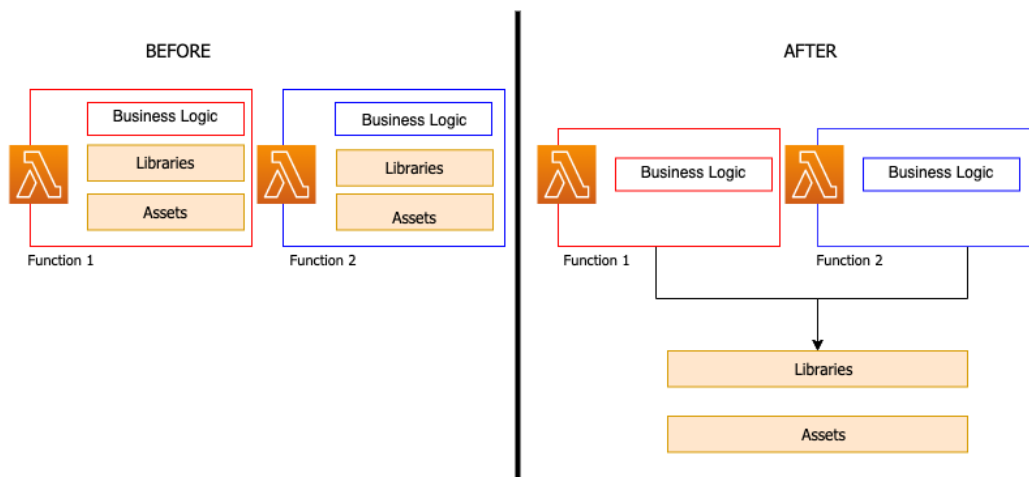 BEFORE
Business Logic
Libraries
Assets
Function 1
Business Logic
Libraries
Assets
Function 2
AFTER
Business Logic
Function 1
Business Logic
Function 2
Libraries
Assets